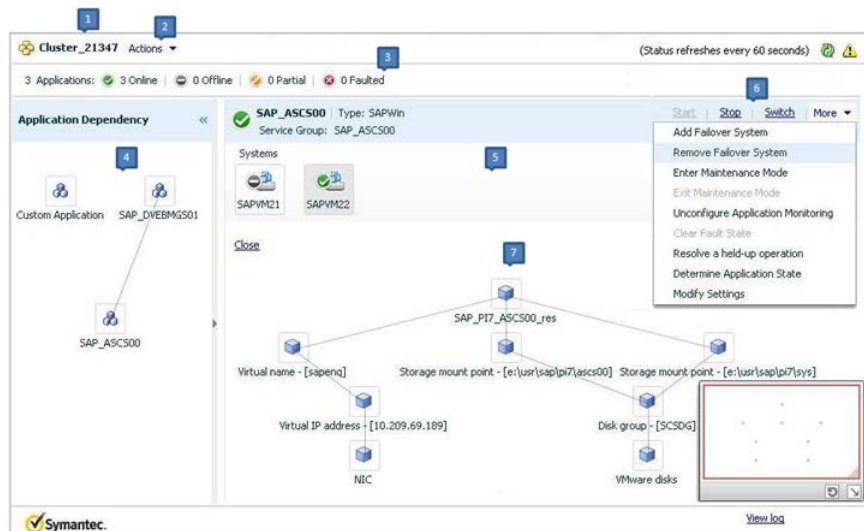 1
2
Cluster_21347 Actions
(Status refreshes every 60 seconds)
3
3 Applications: 3 Online | 0 Offline | 0 Partial | 0 Faulted
6
Application Dependency «
SAP_ASCS00 | Type: SAPWin
Service Group: SAP_ASCS00
Start | Stop | Switch | More
4
5
Systems
SAPVM21
SAPVM22
Custom Application
SAP_DVEBMGS01
SAP_ASCS00
Add Failover System
Remove Failover System
Enter Maintenance Mode
Exit Maintenance Mode
Unconfigure Application Monitoring
Clear Fault State
Resolve a held-up operation
Determine Application State
Modify Settings
Close
7
SAP_PI7_ASCS00_res
Virtual name - [sapenq]
Storage mount point - [e:\usr\sap\pi7\ascs00]
Storage mount point - [e:\usr\sap\pi7\sys]
Virtual IP address - [10.209.69.189]
Disk group - [SCSDG]
NIC
VMware disks
Symantec.
View log